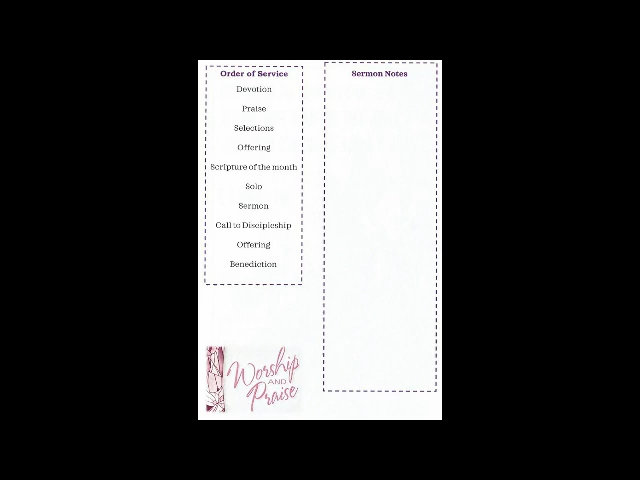 Order of Service
Devotion
Praise
Selections
Offering
Scripture of the month
Solo
Sermon
Call to Discipleship
Offering
Benediction
Sermon Notes
Worship
AND
Praise